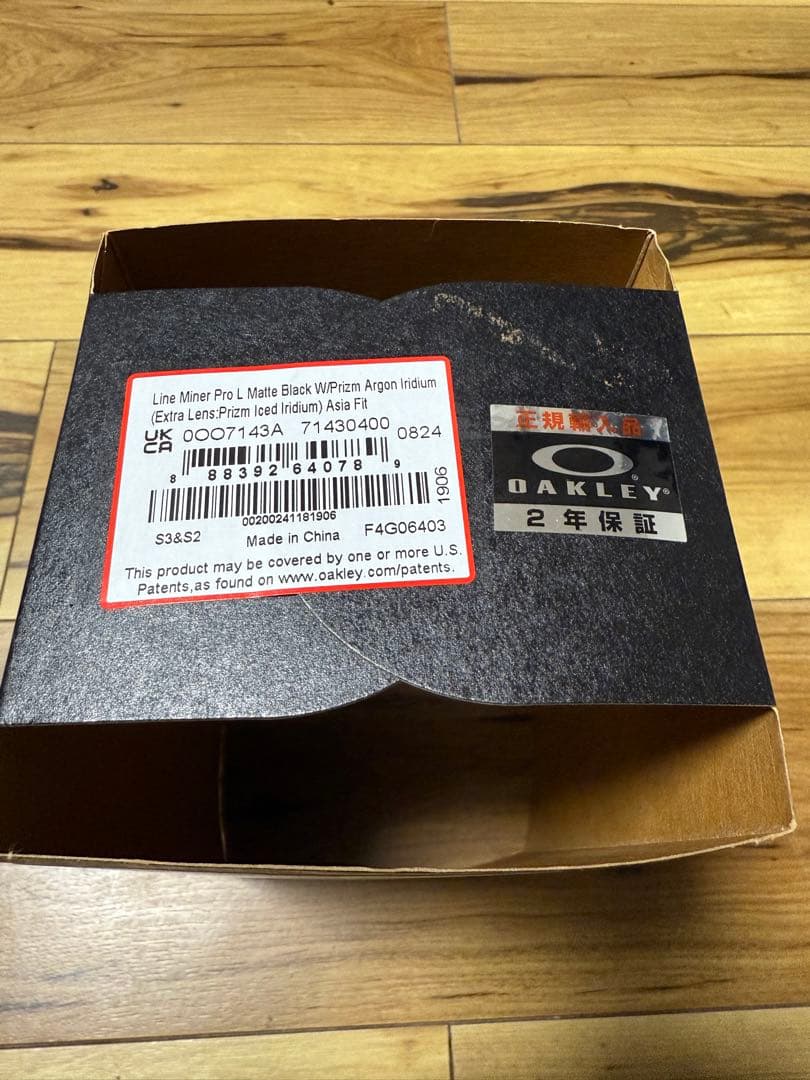 Line Miner Pro L Matte Black W/Prizm Argon Iridium
(Extra Lens:Prizm Iced Iridium) Asia Fit
UK
CA
OOO7143A 71430400 0824
8 88392 64078 9
1906
00200241181906
S3&S2 Made in China F4G06403
This product may be covered by one or more U.S.
Patents,as found on www.oakley.com/patents.
正規輸入品
OAKLEY®
2年保証